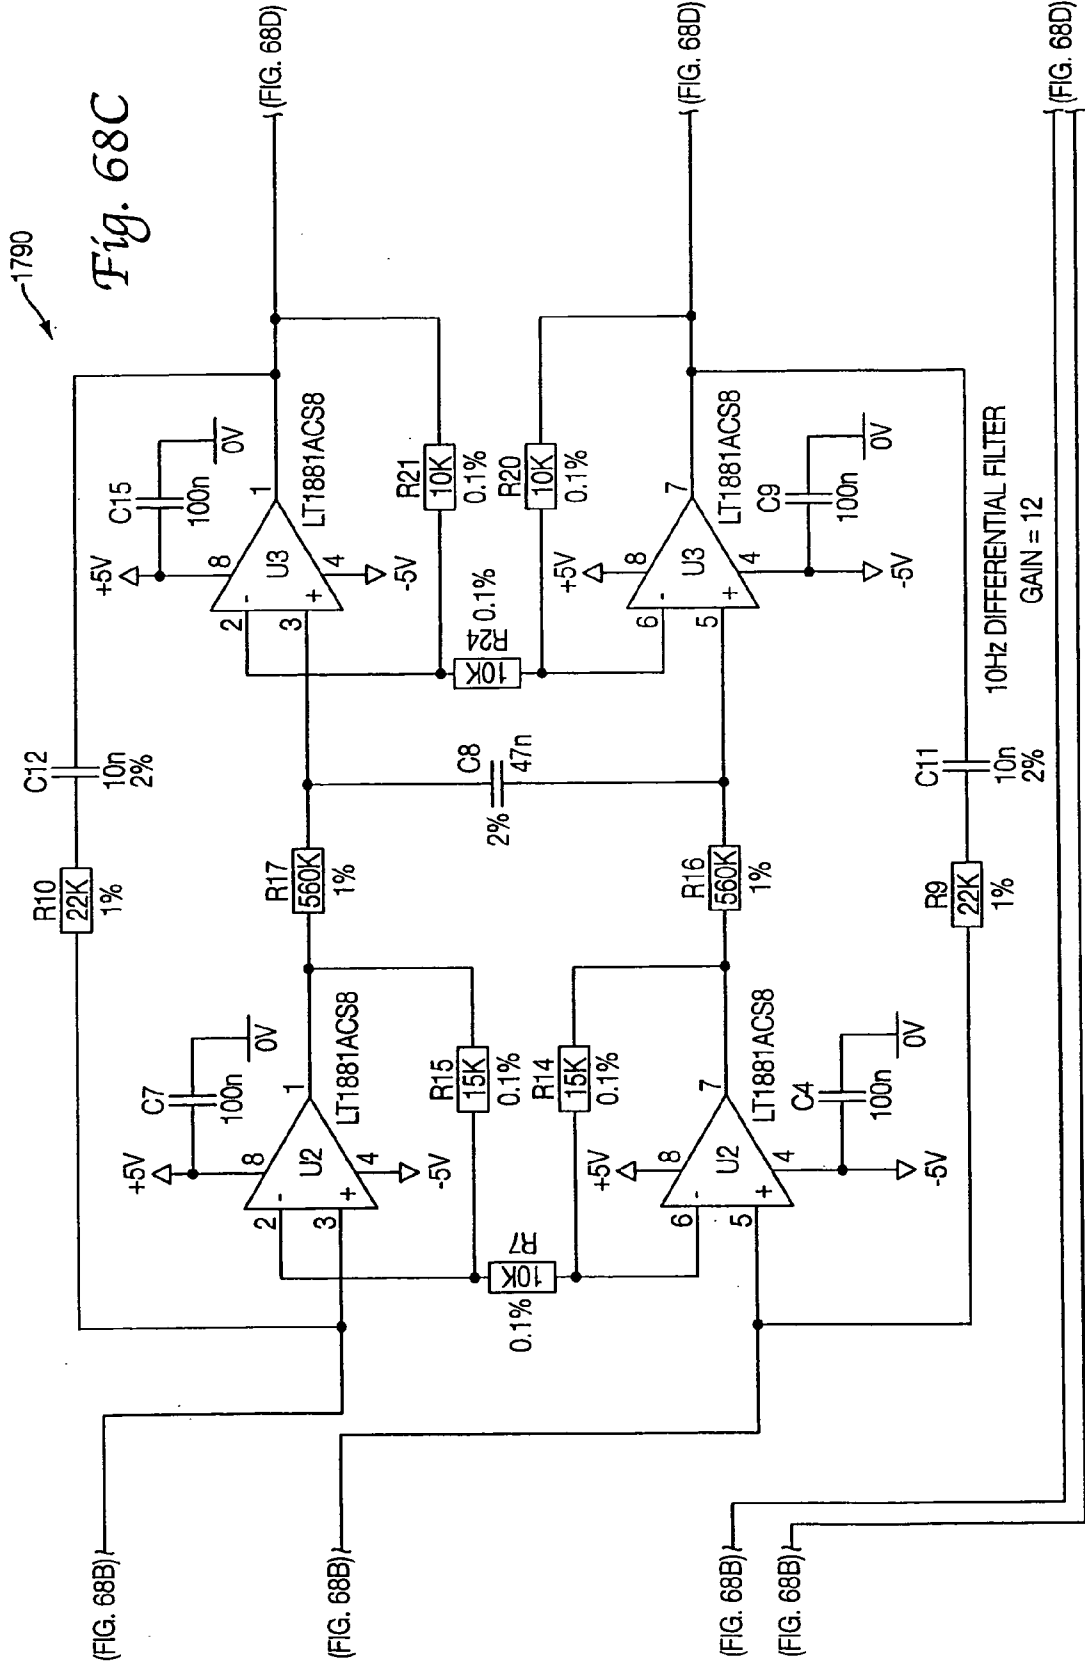 1790
Fig. 68C
(FIG. 68B)
(FIG. 68B)
(FIG. 68B)
(FIG. 68B)
R10
22K
1%
C12
10n
2%
+5V
C7
100n
0V
8
2
3
-
+
U2
1
4
-5V
LT1881ACS8
R15
15K
0.1%
R7
10K
0.1%
R14
15K
0.1%
+5V
8
6
5
-
+
U2
7
4
-5V
LT1881ACS8
C4
100n
0V
R17
560K
1%
C8
47n
2%
R16
560K
1%
R9
22K
1%
C11
10n
2%
+5V
C15
100n
0V
8
2
3
-
+
U3
1
4
-5V
LT1881ACS8
R21
10K
0.1%
R24
10K
0.1%
R20
10K
0.1%
+5V
8
6
5
-
+
U3
7
4
-5V
LT1881ACS8
C9
100n
0V
10Hz DIFFERENTIAL FILTER
GAIN = 12
(FIG. 68D)
(FIG. 68D)
(FIG. 68D)